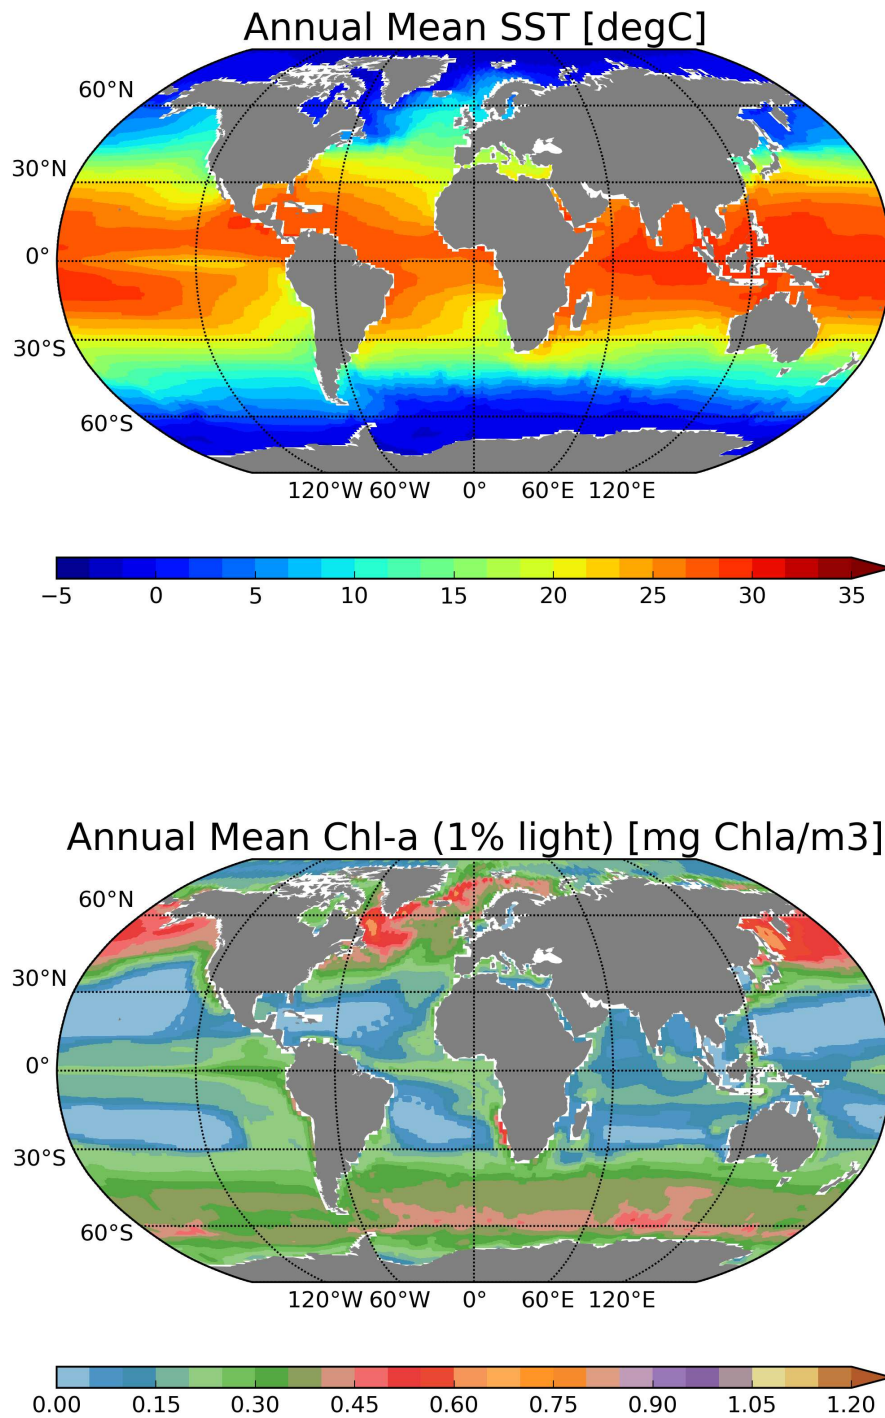 Annual Mean SST [degC]
60°N
30°N
0°
30°S
60°S
120°W 60°W 0° 60°E 120°E
−5 0 5 10 15 20 25 30 35
Annual Mean Chl-a (1% light) [mg Chla/m3]
60°N
30°N
0°
30°S
60°S
120°W 60°W 0° 60°E 120°E
0.00 0.15 0.30 0.45 0.60 0.75 0.90 1.05 1.20